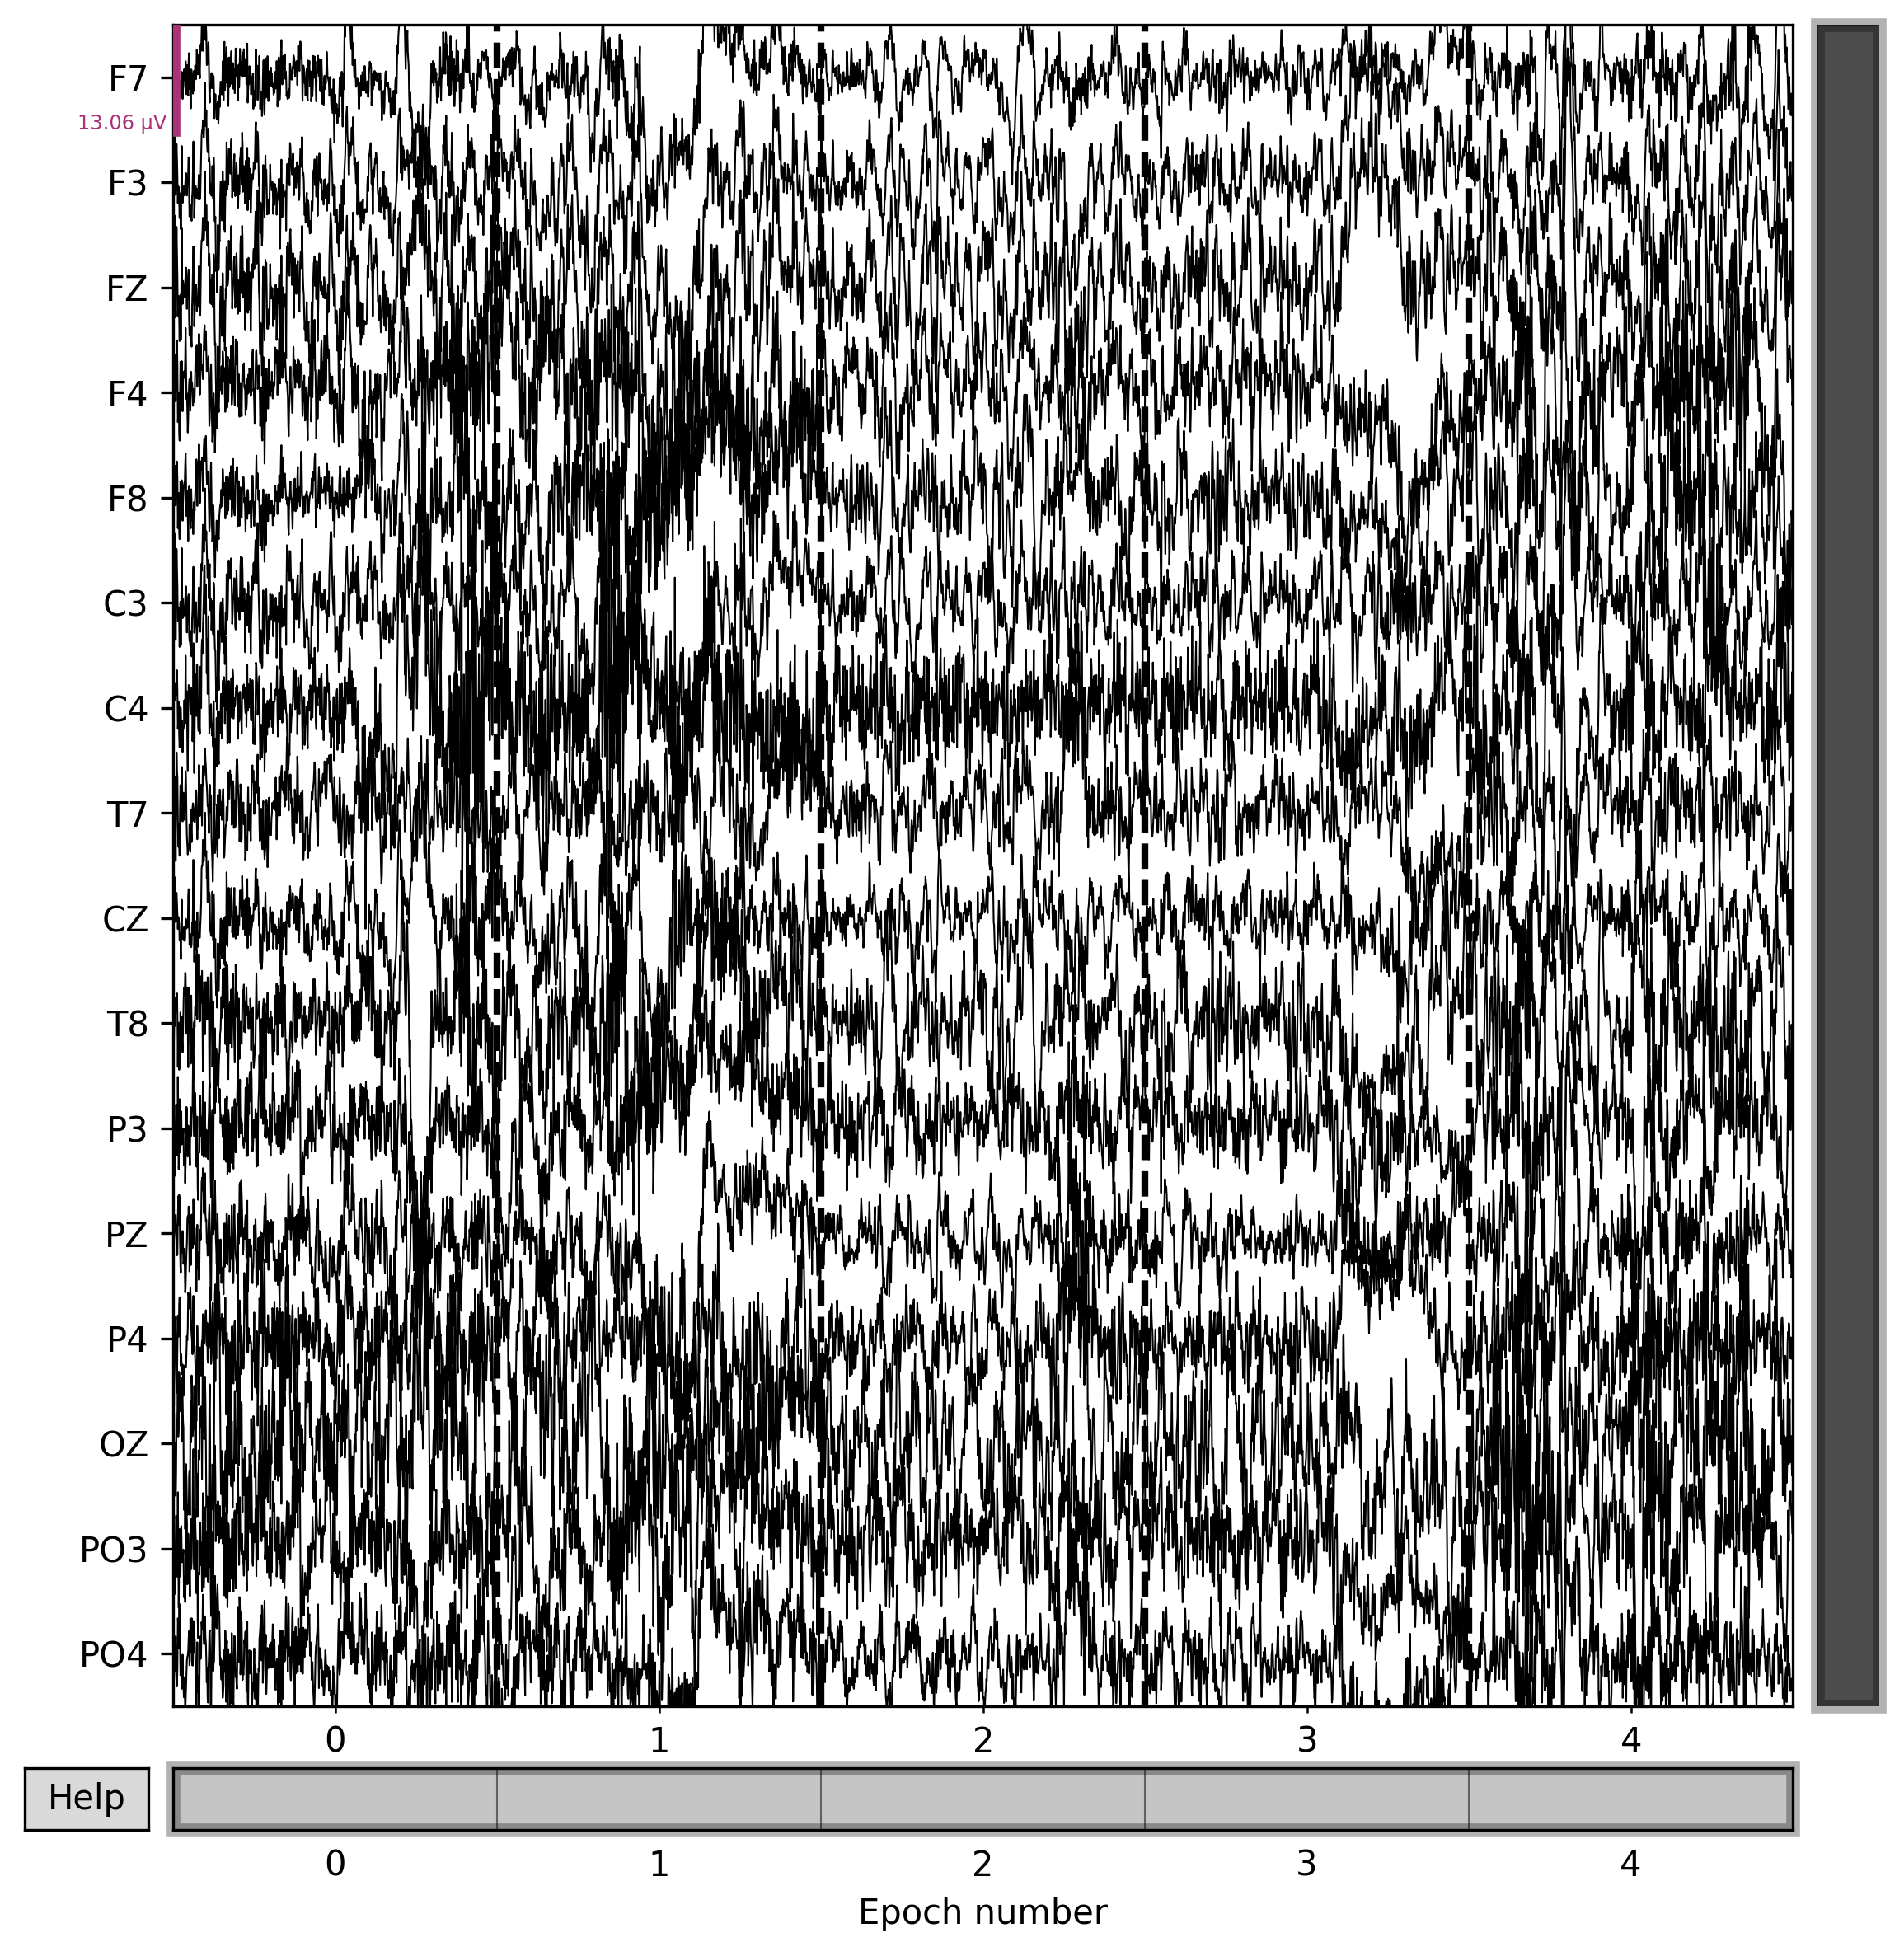 F7
13.06 µV
F3
FZ
F4
F8
C3
C4
T7
CZ
T8
P3
PZ
P4
OZ
PO3
PO4
0 1 2 3 4
Help
0 1 2 3 4
Epoch number